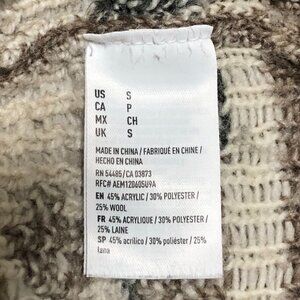 US S
CA P
MX CH
UK S
MADE IN CHINA / FABRIQUÉ EN CHINE /
HECHO EN CHINA
RN 54485 / CA 03873
RFC# AEM120605U9A
EN 45% ACRYLIC / 30% POLYESTER /
25% WOOL
FR 45% ACRYLIQUE / 30% POLYESTER
/ 25% LAINE
SP 45% acrílico / 30% poliéster / 25%
lana